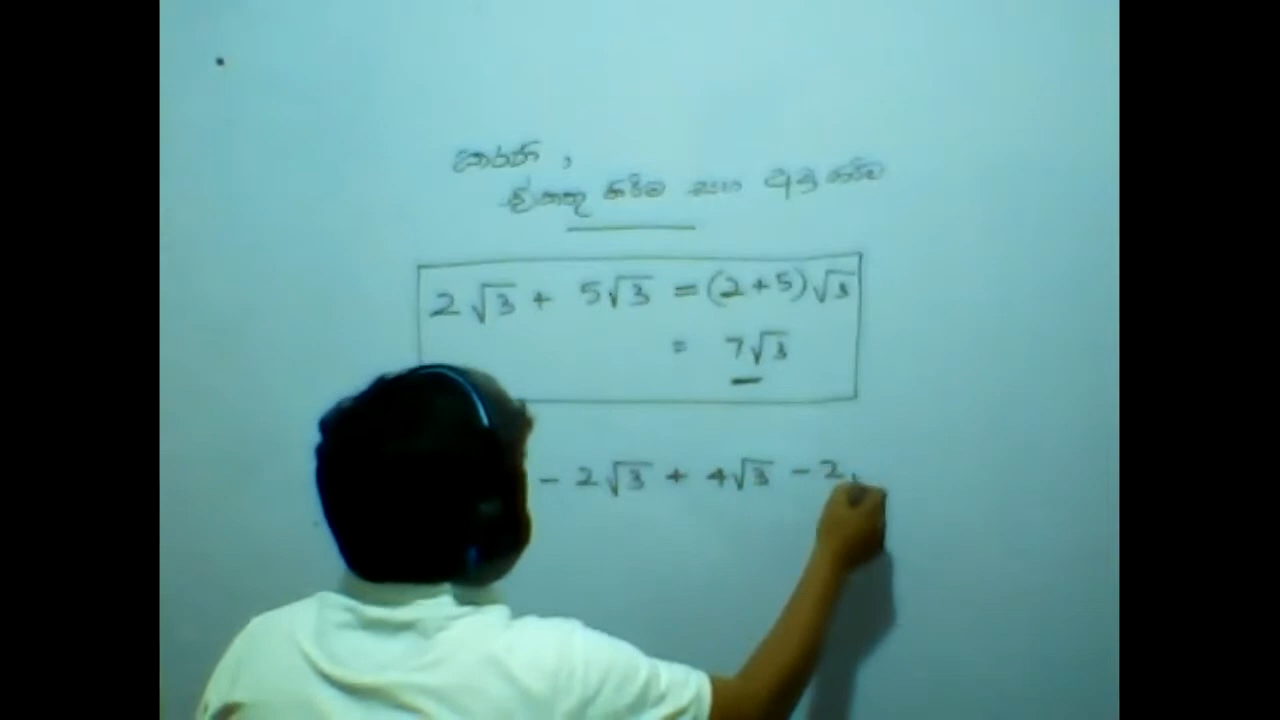 කරණි ,
එකතු කිරීම සහ අඩු කිරීම
2√3 + 5√3 = (2+5)√3
= 7√3
- 2√3 + 4√3 - 2